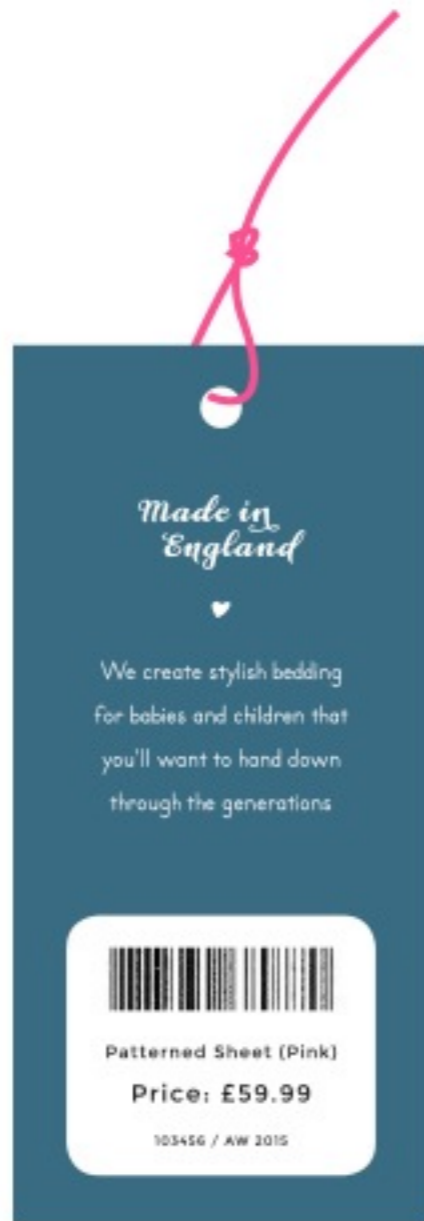 Made in
England
We create stylish bedding
for babies and children that
you'll want to hand down
through the generations
Patterned Sheet (Pink)
Price: £59.99
103456 / AW 2015